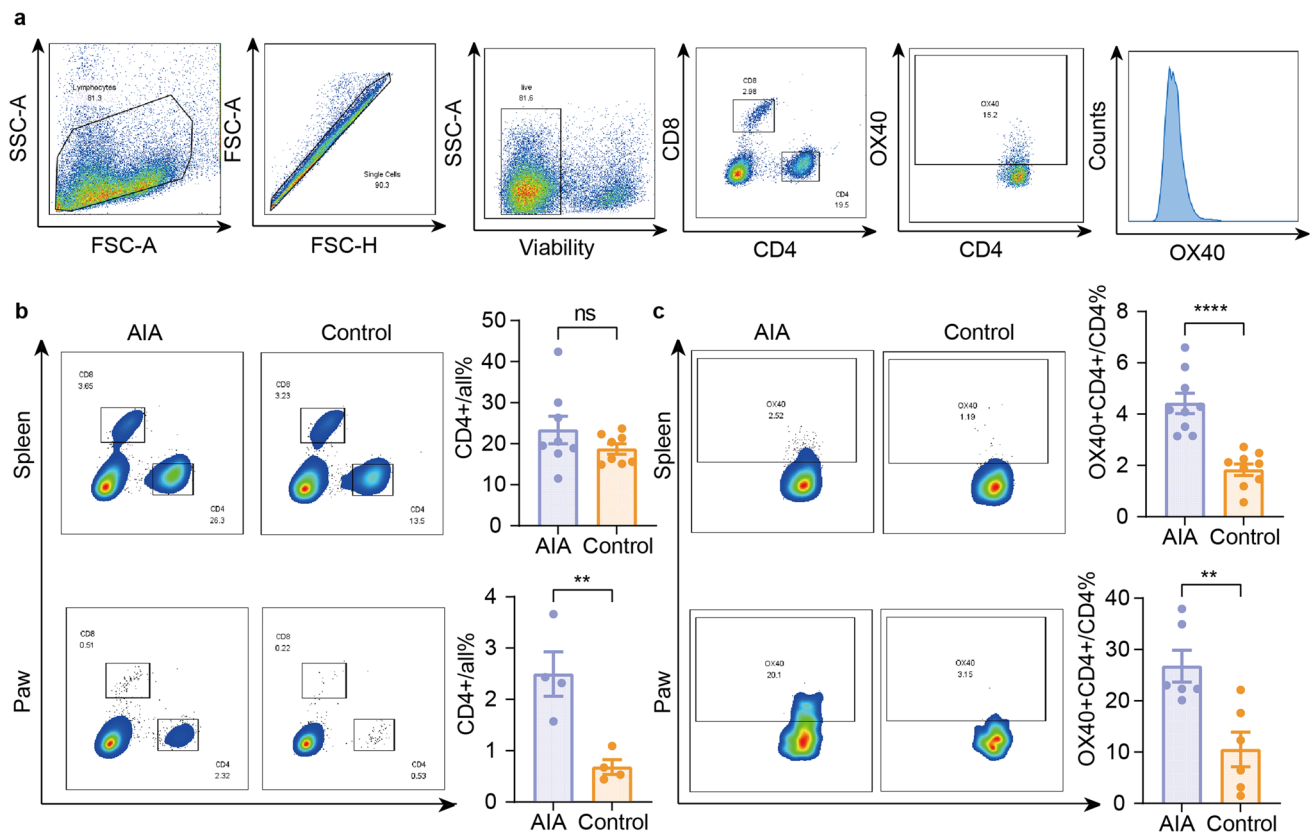 a
SSC-A
Lymphocytes
81.3
FSC-A
FSC-A
Single Cells
90.3
FSC-H
SSC-A
live
81.6
Viability
CD8
CD8
2.98
CD4
19.5
CD4
OX40
OX40
15.2
CD4
Counts
OX40
b
AIA
Control
Spleen
CD8
3.65
CD4
26.3
CD8
3.23
CD4
13.5
CD4+/all%
50
40
30
20
10
0
ns
AIA
Control
Paw
CD8
0.51
CD4
2.32
CD8
0.22
CD4
0.53
CD4+/all%
4
3
2
1
0
**
AIA
Control
c
AIA
Control
Spleen
OX40
2.52
OX40
1.19
OX40+CD4+/CD4%
8
6
4
2
0
****
AIA
Control
Paw
OX40
20.1
OX40
3.15
OX40+CD4+/CD4%
40
30
20
10
0
**
AIA
Control